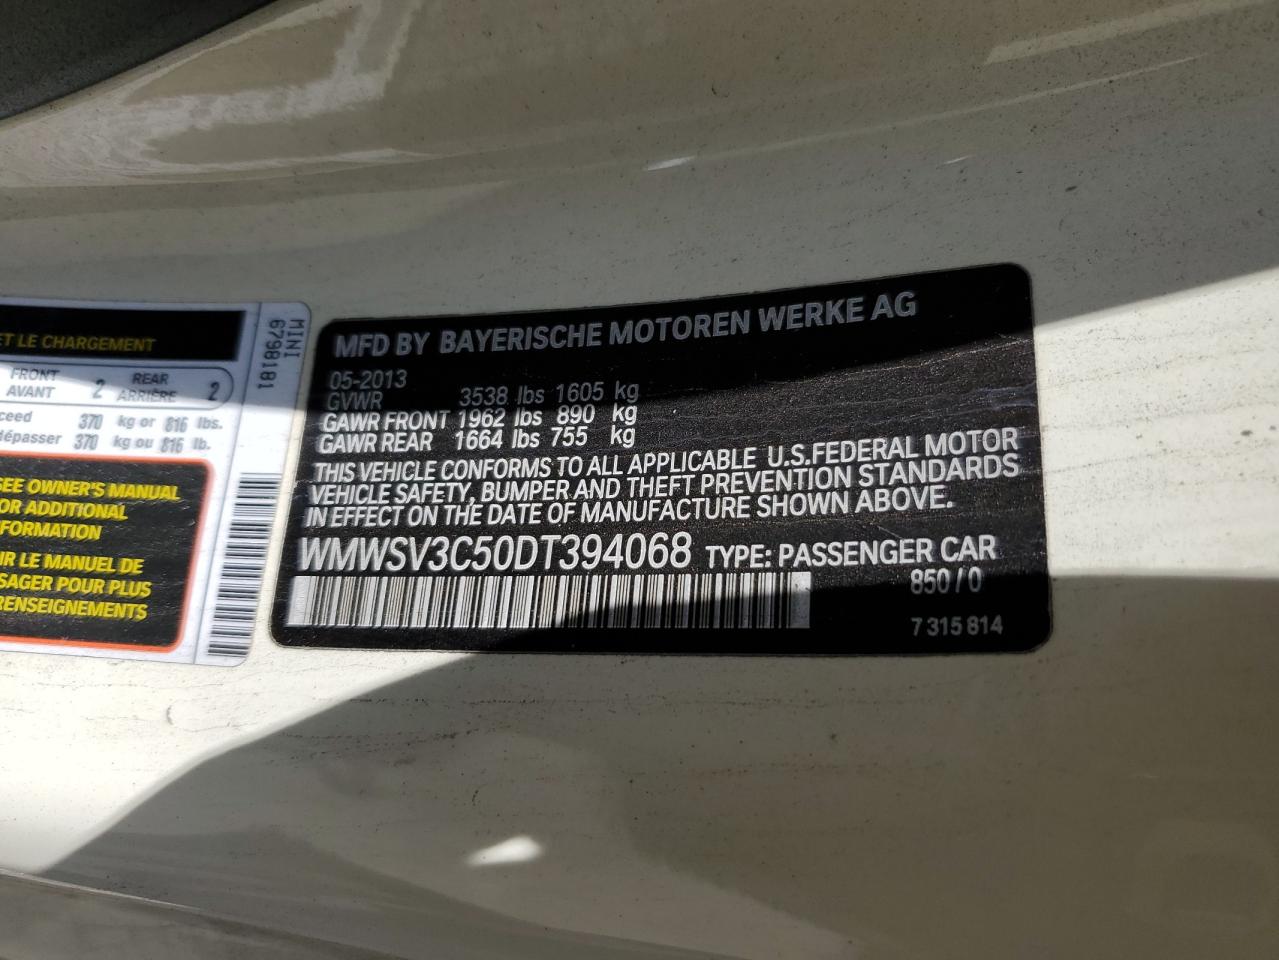 ET LE CHARGEMENT
FRONT
AVANT 2 REAR
ARRIÈRE 2
ceed 370 kg or 816 lbs.
dépasser 370 kg ou 816 lb.
SEE OWNER'S MANUAL
OR ADDITIONAL
NFORMATION
IR LE MANUEL DE
SAGER POUR PLUS
RENSEIGNEMENTS
MINI
6798181
MFD BY BAYERISCHE MOTOREN WERKE AG
05-2013
GVWR 3538 lbs 1605 kg
GAWR FRONT 1962 lbs 890 kg
GAWR REAR 1664 lbs 755 kg
THIS VEHICLE CONFORMS TO ALL APPLICABLE U.S.FEDERAL MOTOR
VEHICLE SAFETY, BUMPER AND THEFT PREVENTION STANDARDS
IN EFFECT ON THE DATE OF MANUFACTURE SHOWN ABOVE.
WMWSV3C50DT394068 TYPE: PASSENGER CAR
850/0
7 315 814